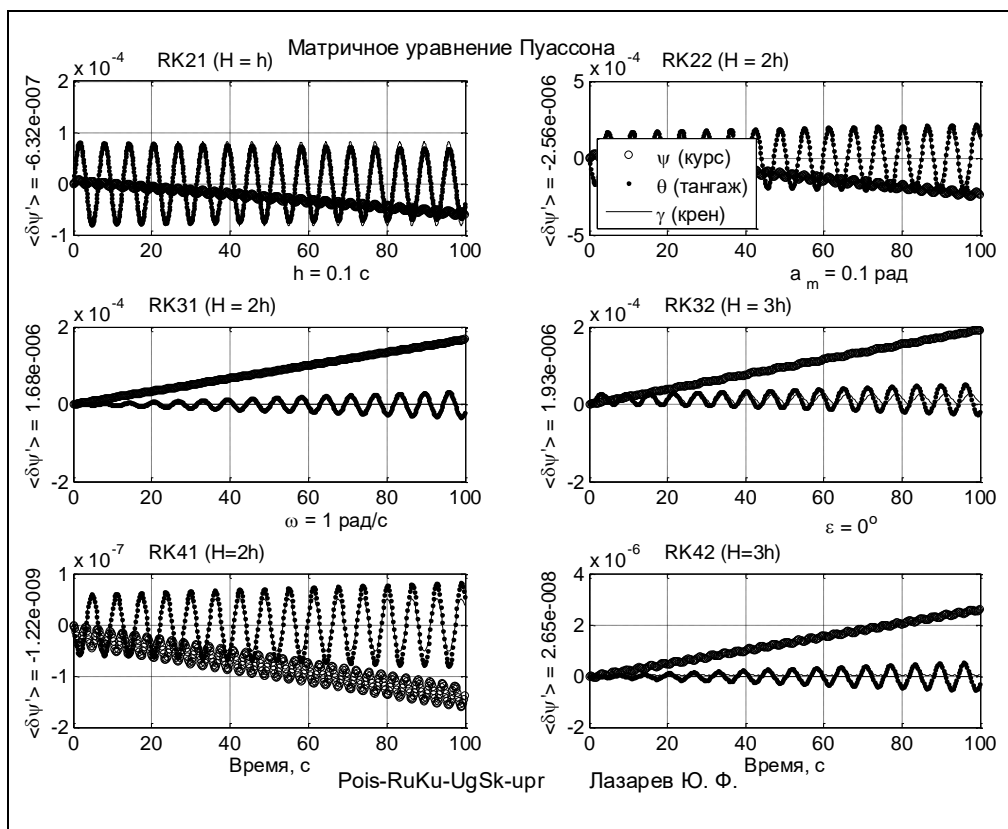 Матричное уравнение Пуассона
x 10^-4
RK21 (H = h)
<δψ'> = -6.32e-007
2
1
0
-1
0 20 40 60 80 100
h = 0.1 c
x 10^-4
RK22 (H = 2h)
<δψ'> = -2.56e-006
5
0
-5
0 20 40 60 80 100
ψ (курс)
θ (тангаж)
γ (крен)
a m = 0.1 рад
x 10^-4
RK31 (H = 2h)
<δψ'> = 1.68e-006
2
0
-2
0 20 40 60 80 100
ω = 1 рад/с
x 10^-4
RK32 (H = 3h)
<δψ'> = 1.93e-006
2
0
-2
0 20 40 60 80 100
ε = 0°
x 10^-7
RK41 (H=2h)
<δψ'> = -1.22e-009
1
0
-1
-2
0 20 40 60 80 100
Время, с
x 10^-6
RK42 (H=3h)
<δψ'> = 2.65e-008
4
2
0
-2
0 20 40 60 80 100
Время, с
Pois-RuKu-UgSk-upr Лазарев Ю. Ф.